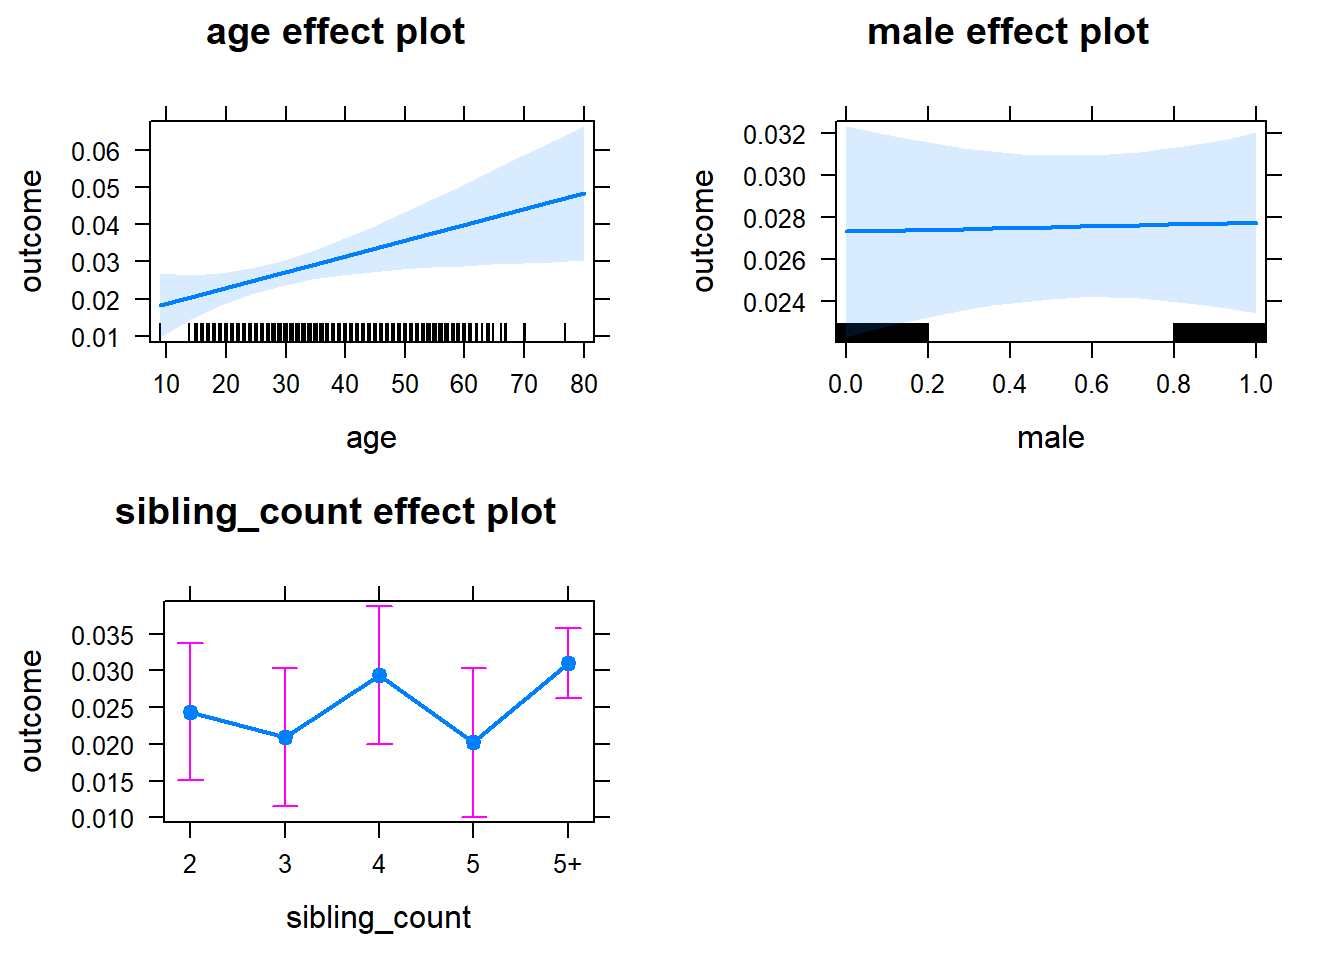 age effect plot
outcome
0.06
0.05
0.04
0.03
0.02
0.01
10 20 30 40 50 60 70 80
age
male effect plot
outcome
0.032
0.030
0.028
0.026
0.024
0.0 0.2 0.4 0.6 0.8 1.0
male
sibling_count effect plot
outcome
0.035
0.030
0.025
0.020
0.015
0.010
2 3 4 5 5+
sibling_count